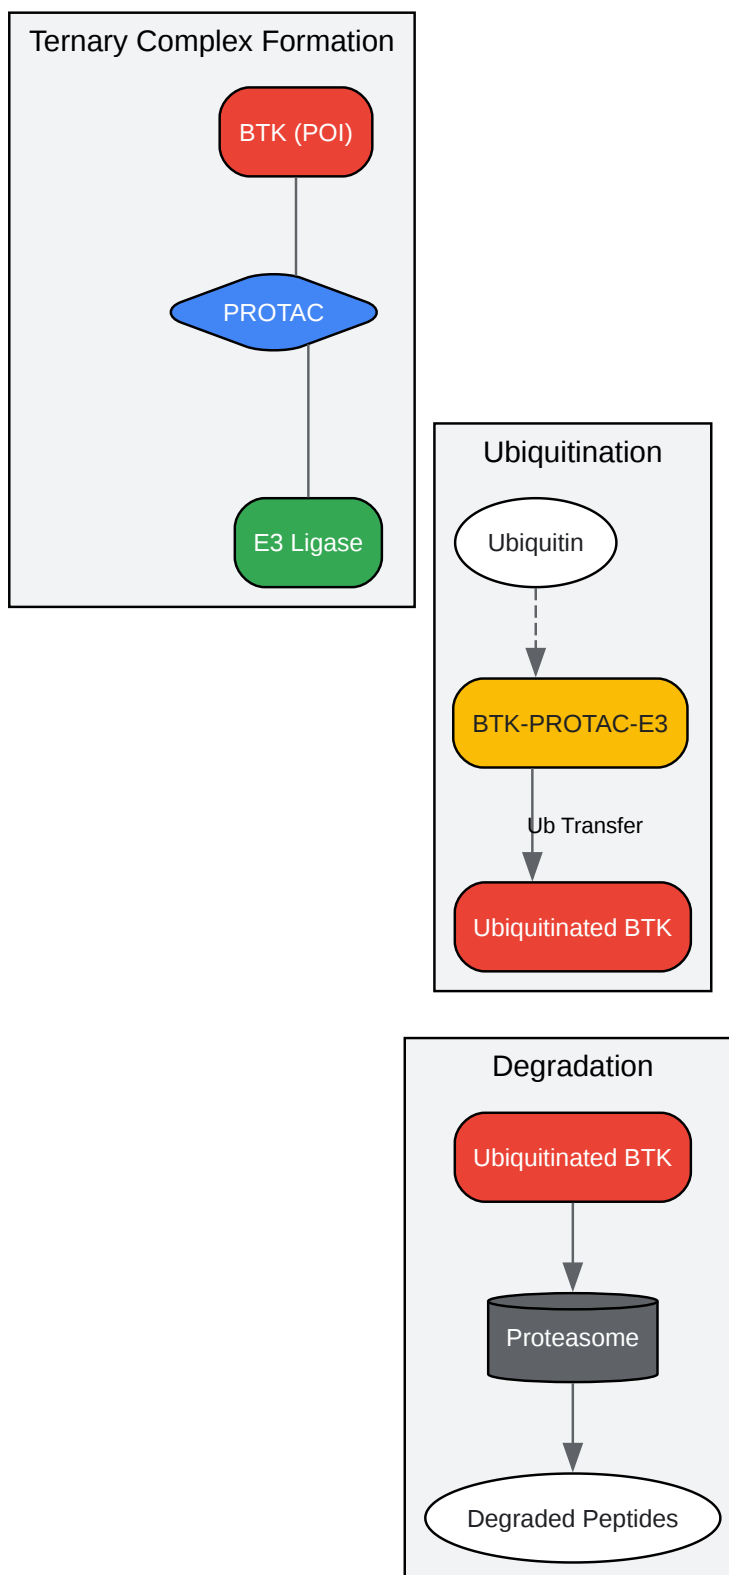 Ternary Complex Formation
BTK (POI)
PROTAC
E3 Ligase
Ubiquitination
Ubiquitin
BTK-PROTAC-E3
Ub Transfer
Ubiquitinated BTK
Degradation
Ubiquitinated BTK
Proteasome
Degraded Peptides